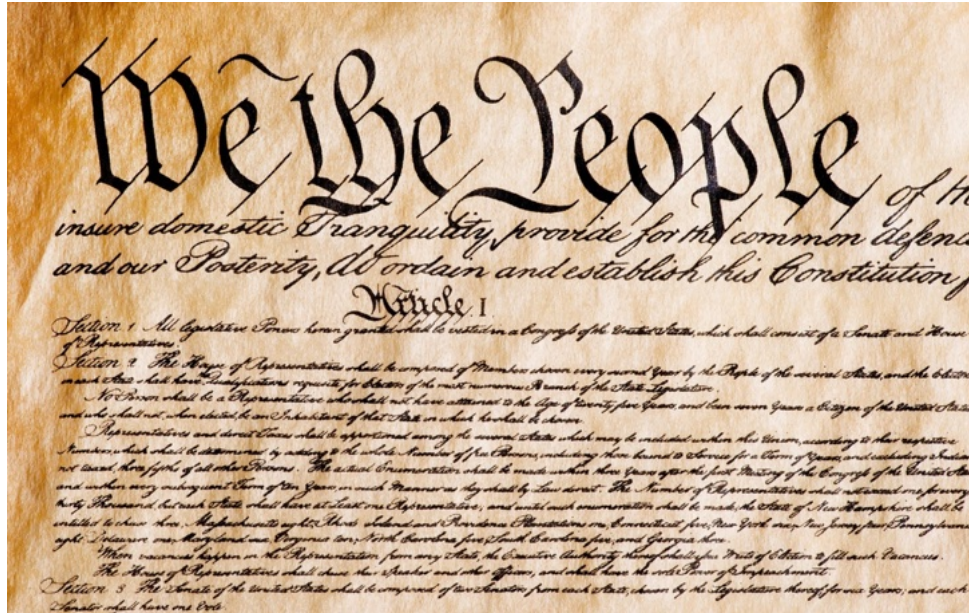 We the People of the
insure domestic Tranquility, provide for the common defence
and our Posterity, do ordain and establish this Constitution f
Article I
Section 1 All legislative Powers herein granted shall be vested in a Congress of the United States, which shall consist of a Senate and House
of Representatives.
Section 2 The House of Representatives shall be composed of Members chosen every second Year by the People of the several States, and the Electors
in each State shall have Qualifications requisite for Electors of the most numerous Branch of the State Legislature.
No Person shall be a Representative who shall not have attained to the Age of twenty five Years, and been seven Years a Citizen of the United States
and who shall not, when elected, be an Inhabitant of that State in which he shall be chosen.
Representatives and direct Taxes shall be apportioned among the several States which may be included within this Union, according to their respective
Numbers, which shall be determined by adding to the whole Number of free Persons, including those bound to Service for a Term of Years, and excluding Indians
not taxed, three fifths of all other Persons. The actual Enumeration shall be made within three Years after the first Meeting of the Congress of the United States
and within every subsequent Term of ten Years, in such Manner as they shall by Law direct. The Number of Representatives shall not exceed one for every
thirty Thousand, but each State shall have at Least one Representative, and until such enumeration shall be made, the State of New Hampshire shall be
entitled to chuse three, Massachusetts eight, Rhode Island and Providence Plantations one, Connecticut five, New York six, New Jersey four, Pennsylvania
eight, Delaware one, Maryland six, Virginia ten, North Carolina five, South Carolina five, and Georgia three.
When vacancies happen in the Representation from any State, the Executive Authority thereof shall issue Writs of Election to fill such Vacancies.
The House of Representatives shall chuse their Speaker and other Officers, and shall have the sole Power of Impeachment.
Section 3 The Senate of the United States shall be composed of two Senators from each State, chosen by the Legislature thereof for six Years; and each
Senator shall have one Vote.